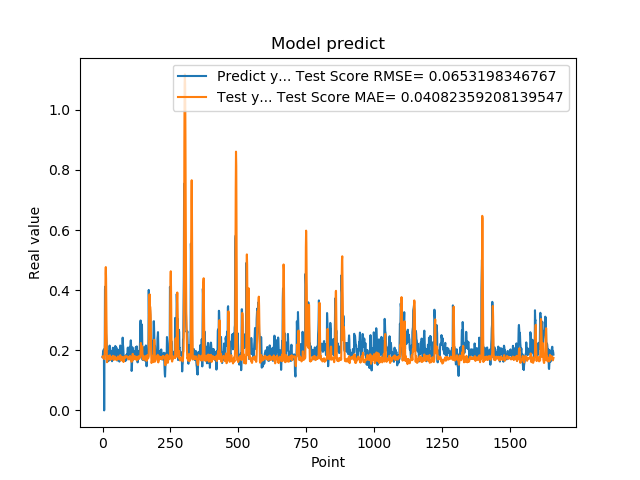 Model predict
Predict y... Test Score RMSE= 0.0653198346767
Test y... Test Score MAE= 0.04082359208139547
Real value
1.0
0.8
0.6
0.4
0.2
0.0
0 250 500 750 1000 1250 1500
Point